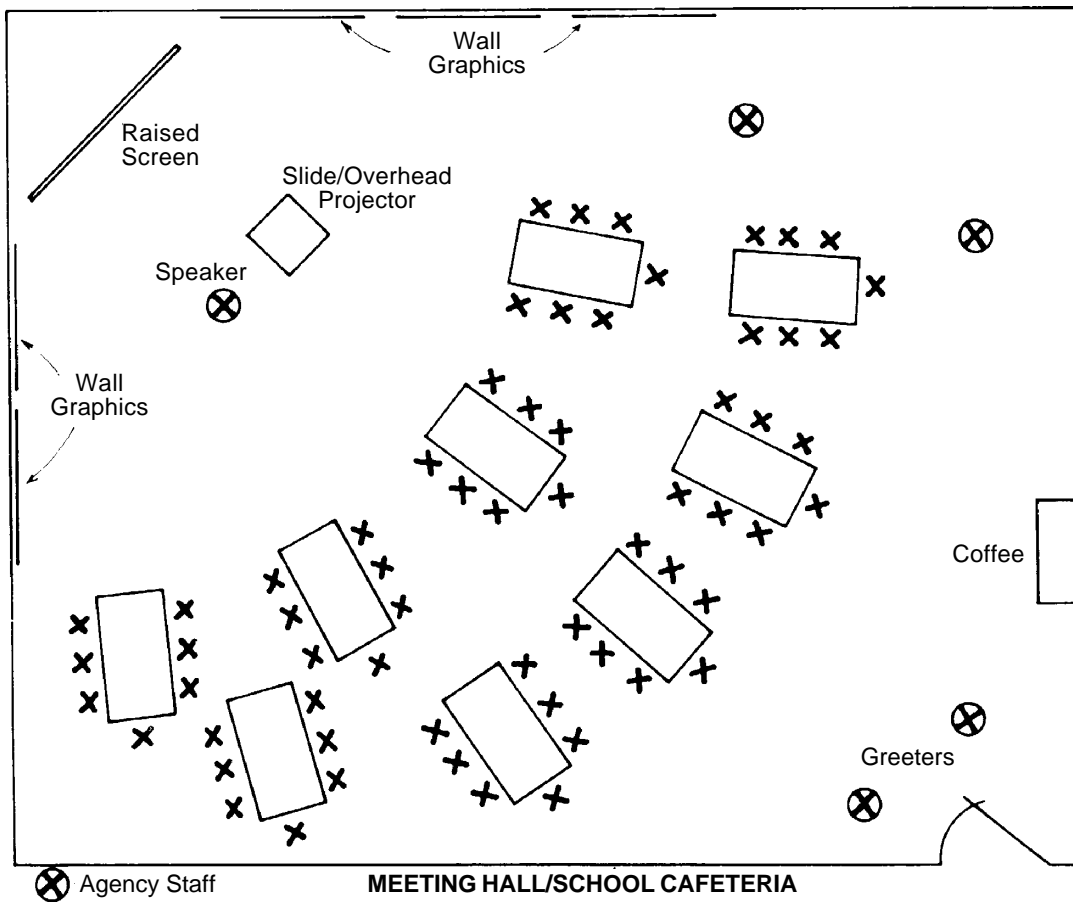 Wall
Graphics
Raised
Screen
Slide/Overhead
Projector
Speaker
Wall
Graphics
Coffee
Greeters
Agency Staff
MEETING HALL/SCHOOL CAFETERIA